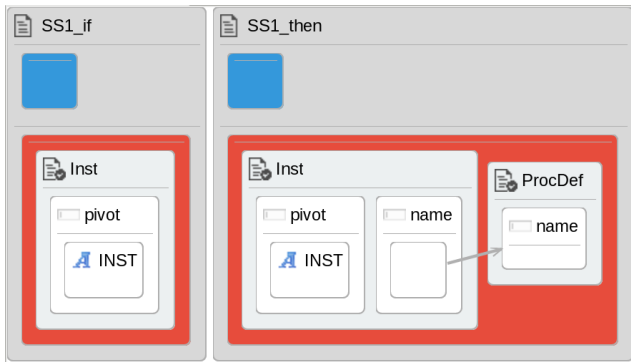 SS1_if
SS1_then
Inst
Inst
ProcDef
pivot
pivot
name
name
INST
INST